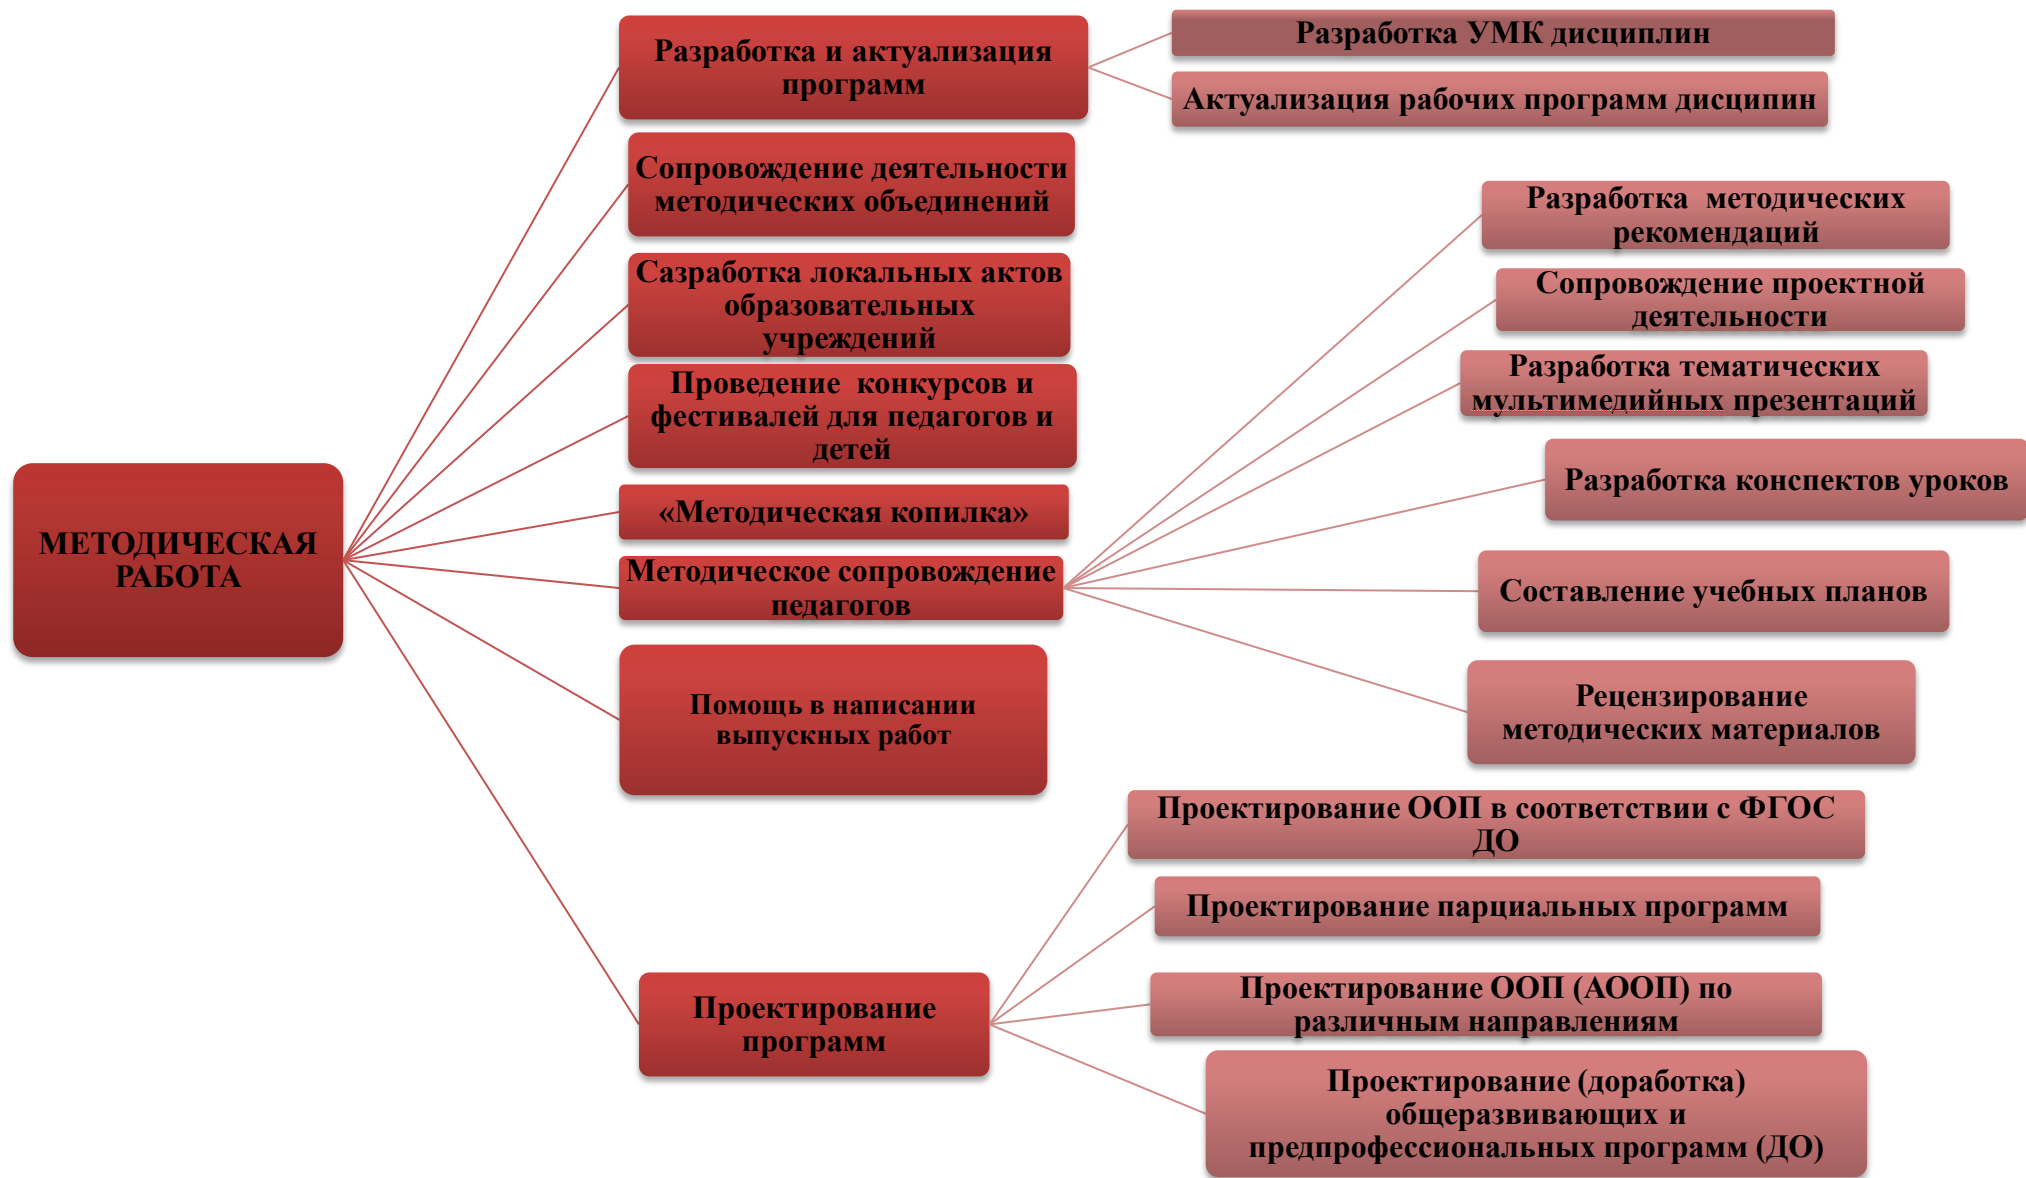 МЕТОДИЧЕСКАЯ
РАБОТА
Разработка и актуализация
программ
Разработка УМК дисциплин
Актуализация рабочих программ дисципин
Сопровождение деятельности
методических объединений
Сазработка локальных актов
образовательных
учреждений
Проведение конкурсов и
фестивалей для педагогов и
детей
«Методическая копилка»
Методическое сопровождение
педагогов
Разработка методических
рекомендаций
Сопровождение проектной
деятельности
Разработка тематических
мультимедийных презентаций
Разработка конспектов уроков
Составление учебных планов
Рецензирование
методических материалов
Помощь в написании
выпускных работ
Проектирование
программ
Проектирование ООП в соответствии с ФГОС
ДО
Проектирование парциальных программ
Проектирование ООП (АООП) по
различным направлениям
Проектирование (доработка)
общеразвивающих и
предпрофессиональных программ (ДО)